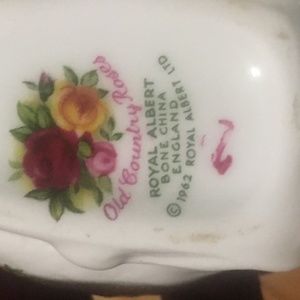 Old Country Roses
ROYAL ALBERT
BONE CHINA
ENGLAND
© 1962 ROYAL ALBERT LTD